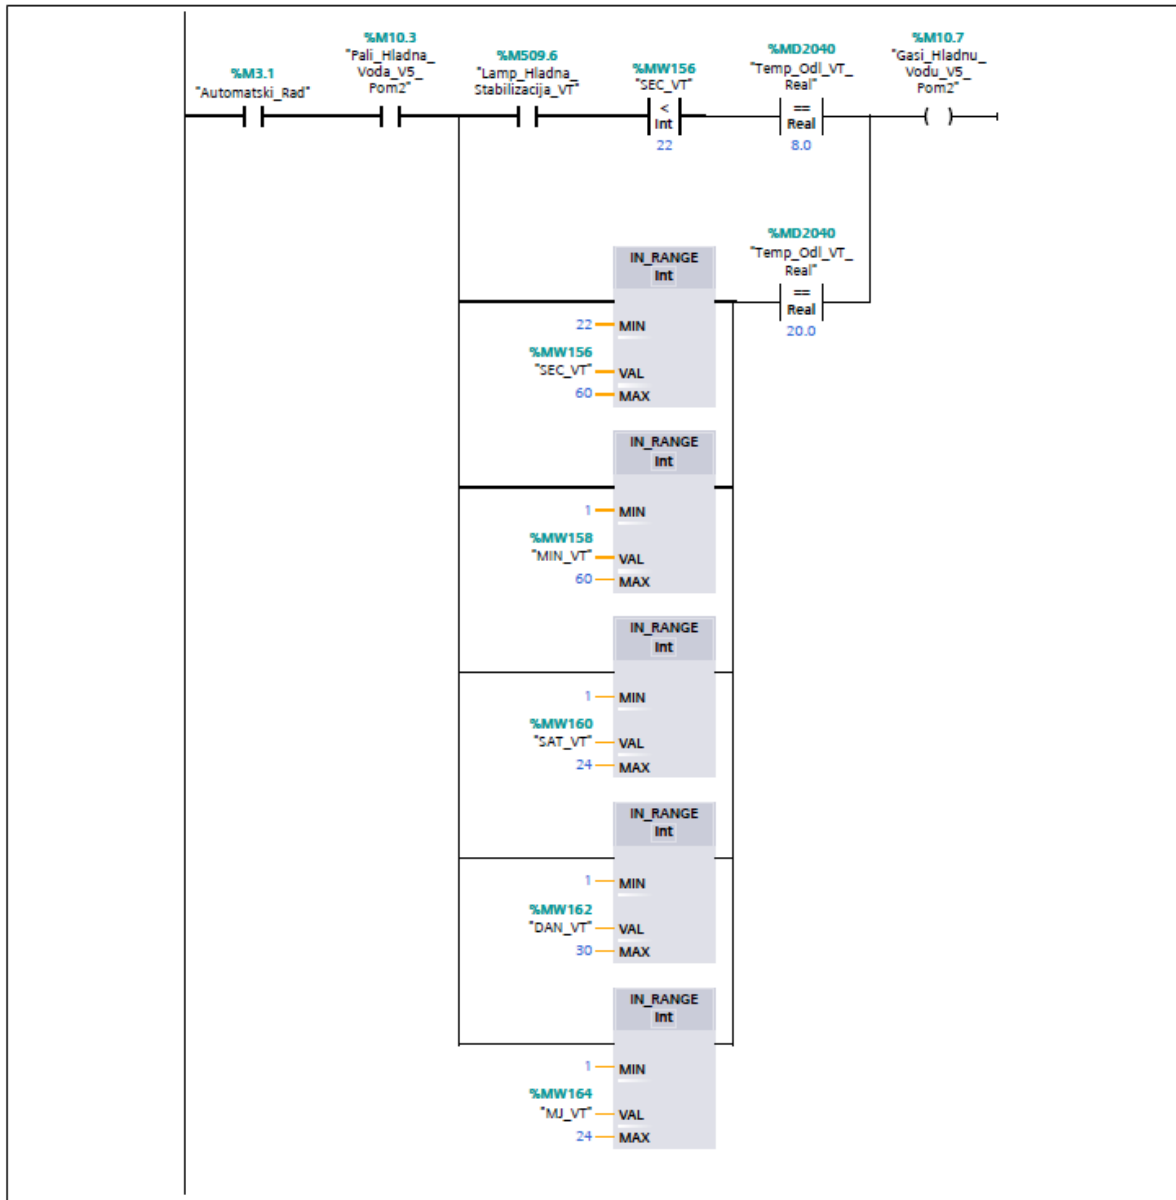 %M3.1
"Automatski_Rad"
%M10.3
"Pali_Hladna_
Voda_V5_
Pom2"
%M509.6
"Lamp_Hladna_
Stabilizacija_VT"
%MW156
"SEC_VT"
<
Int
22
%MD2040
"Temp_Odl_VT_
Real"
==
Real
8.0
%M10.7
"Gasi_Hladnu_
Vodu_V5_
Pom2"
( )
%MD2040
"Temp_Odl_VT_
Real"
==
Real
20.0
IN_RANGE
Int
22 MIN
%MW156
"SEC_VT" VAL
60 MAX
IN_RANGE
Int
1 MIN
%MW158
"MIN_VT" VAL
60 MAX
IN_RANGE
Int
1 MIN
%MW160
"SAT_VT" VAL
24 MAX
IN_RANGE
Int
1 MIN
%MW162
"DAN_VT" VAL
30 MAX
IN_RANGE
Int
1 MIN
%MW164
"MJ_VT" VAL
24 MAX